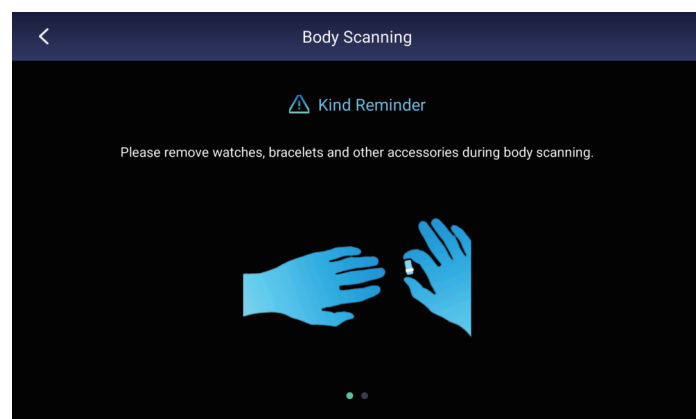 Body Scanning
Kind Reminder
Please remove watches, bracelets and other accessories during body scanning.